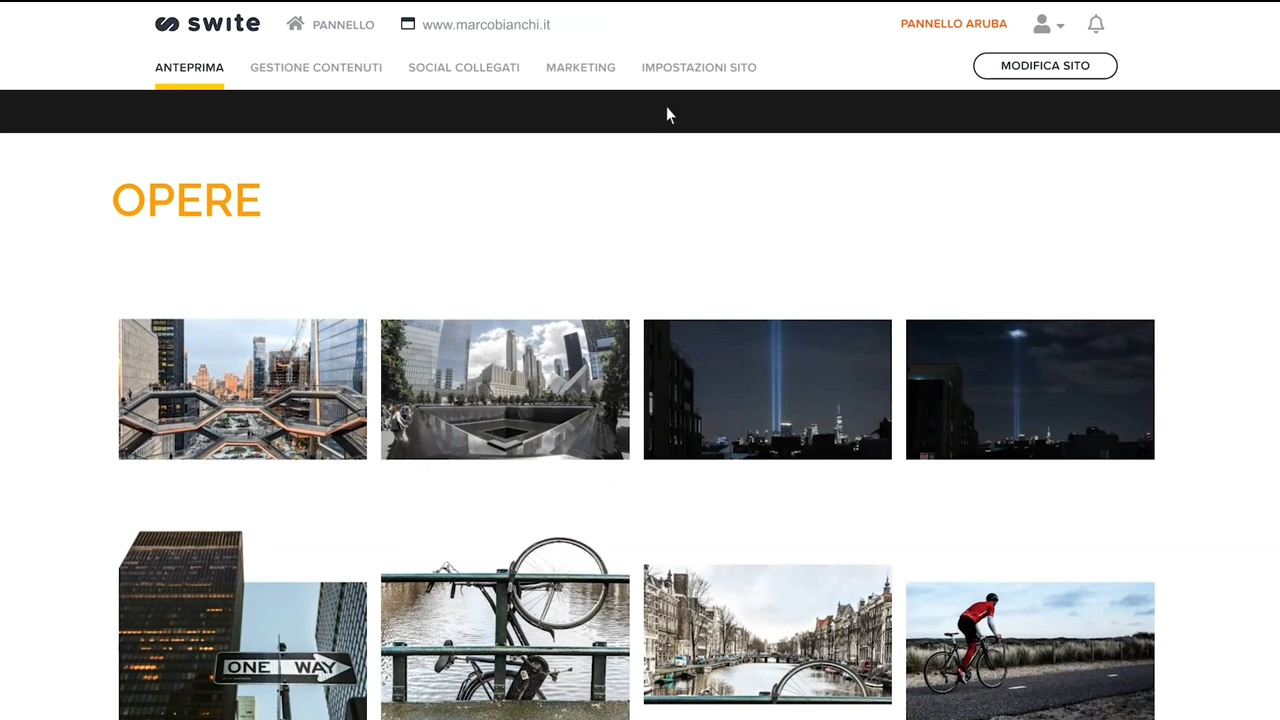 swite PANNELLO www.marcobianchi.it PANNELLO ARUBA
ANTEPRIMA GESTIONE CONTENUTI SOCIAL COLLEGATI MARKETING IMPOSTAZIONI SITO MODIFICA SITO
OPERE
ONE WAY